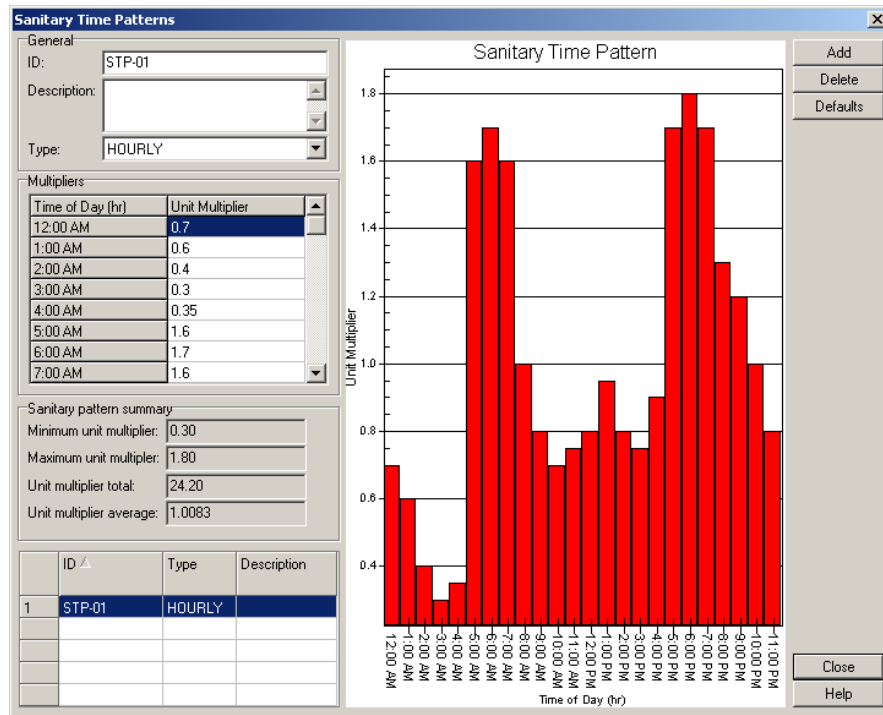 Sanitary Time Patterns
General
ID: STP-01
Description:
Type: HOURLY
Multipliers
Time of Day (hr) Unit Multiplier
12:00 AM 0.7
1:00 AM 0.6
2:00 AM 0.4
3:00 AM 0.3
4:00 AM 0.35
5:00 AM 1.6
6:00 AM 1.7
7:00 AM 1.6
Sanitary pattern summary
Minimum unit multiplier: 0.30
Maximum unit multipler: 1.80
Unit multiplier total: 24.20
Unit multiplier average: 1.0083
ID Type Description
1 STP-01 HOURLY
Sanitary Time Pattern
Unit Multiplier
1.8
1.6
1.4
1.2
1.0
0.8
0.6
0.4
12:00 AM
1:00 AM
2:00 AM
3:00 AM
4:00 AM
5:00 AM
6:00 AM
7:00 AM
8:00 AM
9:00 AM
10:00 AM
11:00 AM
12:00 PM
1:00 PM
2:00 PM
3:00 PM
4:00 PM
5:00 PM
6:00 PM
7:00 PM
8:00 PM
9:00 PM
10:00 PM
11:00 PM
Time of Day (hr)
Add
Delete
Defaults
Close
Help